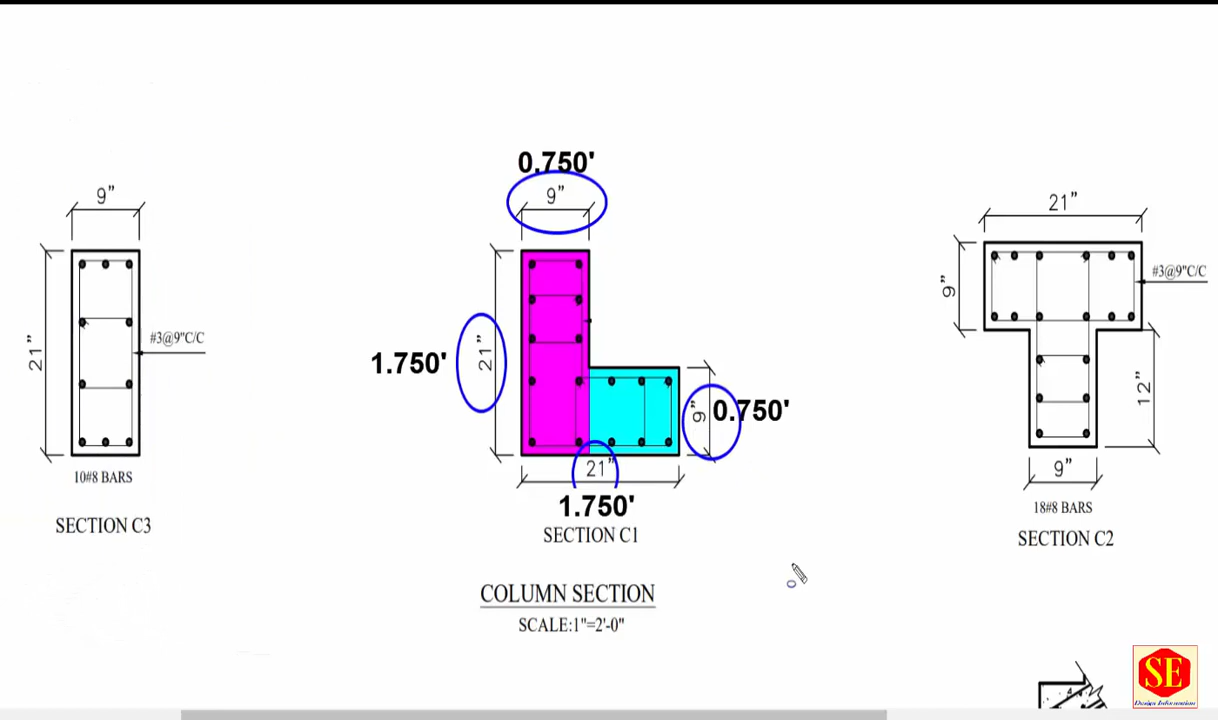 9"
21"
#3@9"C/C
10#8 BARS
SECTION C3
0.750'
9"
1.750'
21"
9"
0.750'
21"
1.750'
SECTION C1
COLUMN SECTION
SCALE:1"=2'-0"
21"
9"
#3@9"C/C
12"
9"
18#8 BARS
SECTION C2
SE
Design Information